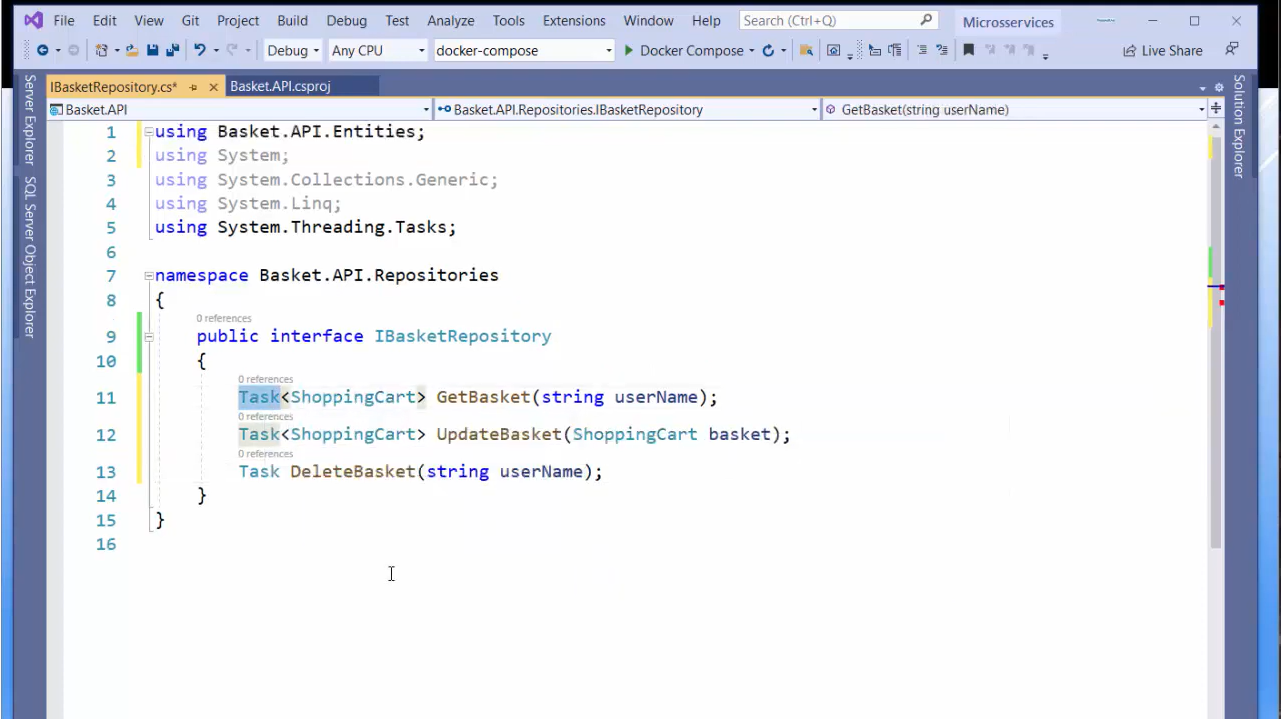 File Edit View Git Project Build Debug Test Analyze Tools Extensions Window Help Search (Ctrl+Q) Microsservices
Debug Any CPU docker-compose Docker Compose Live Share
IBasketRepository.cs* Basket.API.csproj
Basket.API Basket.API.Repositories.IBasketRepository GetBasket(string userName)
Server Explorer
SQL Server Object Explorer
Solution Explorer
1 using Basket.API.Entities;
2 using System;
3 using System.Collections.Generic;
4 using System.Linq;
5 using System.Threading.Tasks;
6
7 namespace Basket.API.Repositories
8 {
0 references
9 public interface IBasketRepository
10 {
0 references
11 Task<ShoppingCart> GetBasket(string userName);
0 references
12 Task<ShoppingCart> UpdateBasket(ShoppingCart basket);
0 references
13 Task DeleteBasket(string userName);
14 }
15 }
16